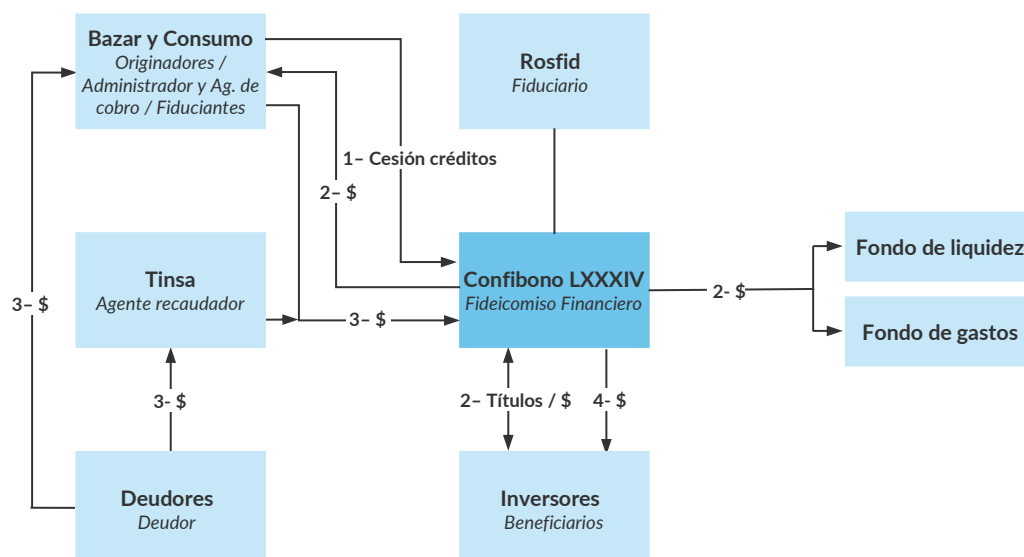 Bazar y Consumo
Originadores /
Administrador y Ag. de
cobro / Fiduciantes
Rosfid
Fiduciario
1– Cesión créditos
2– $
Tinsa
Agente recaudador
Confibono LXXXIV
Fideicomiso Financiero
Fondo de liquidez
2- $
3– $
3– $
Fondo de gastos
3- $
2– Títulos / $
4- $
Deudores
Deudor
Inversores
Beneficiarios